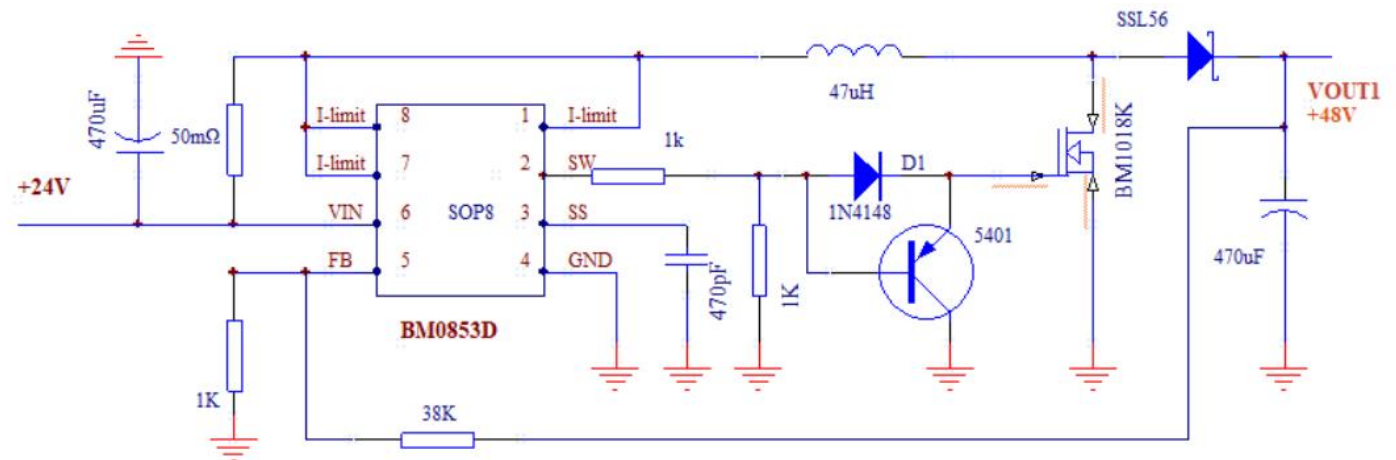 SSL56
47uH
VOUT1
+48V
470uF
50mΩ
I-limit
8
1
I-limit
I-limit
7
2
SW
1k
D1
BM1018K
+24V
VIN
6
SOP8
3
SS
1N4148
5401
FB
5
4
GND
470pF
1K
470uF
BM0853D
1K
38K